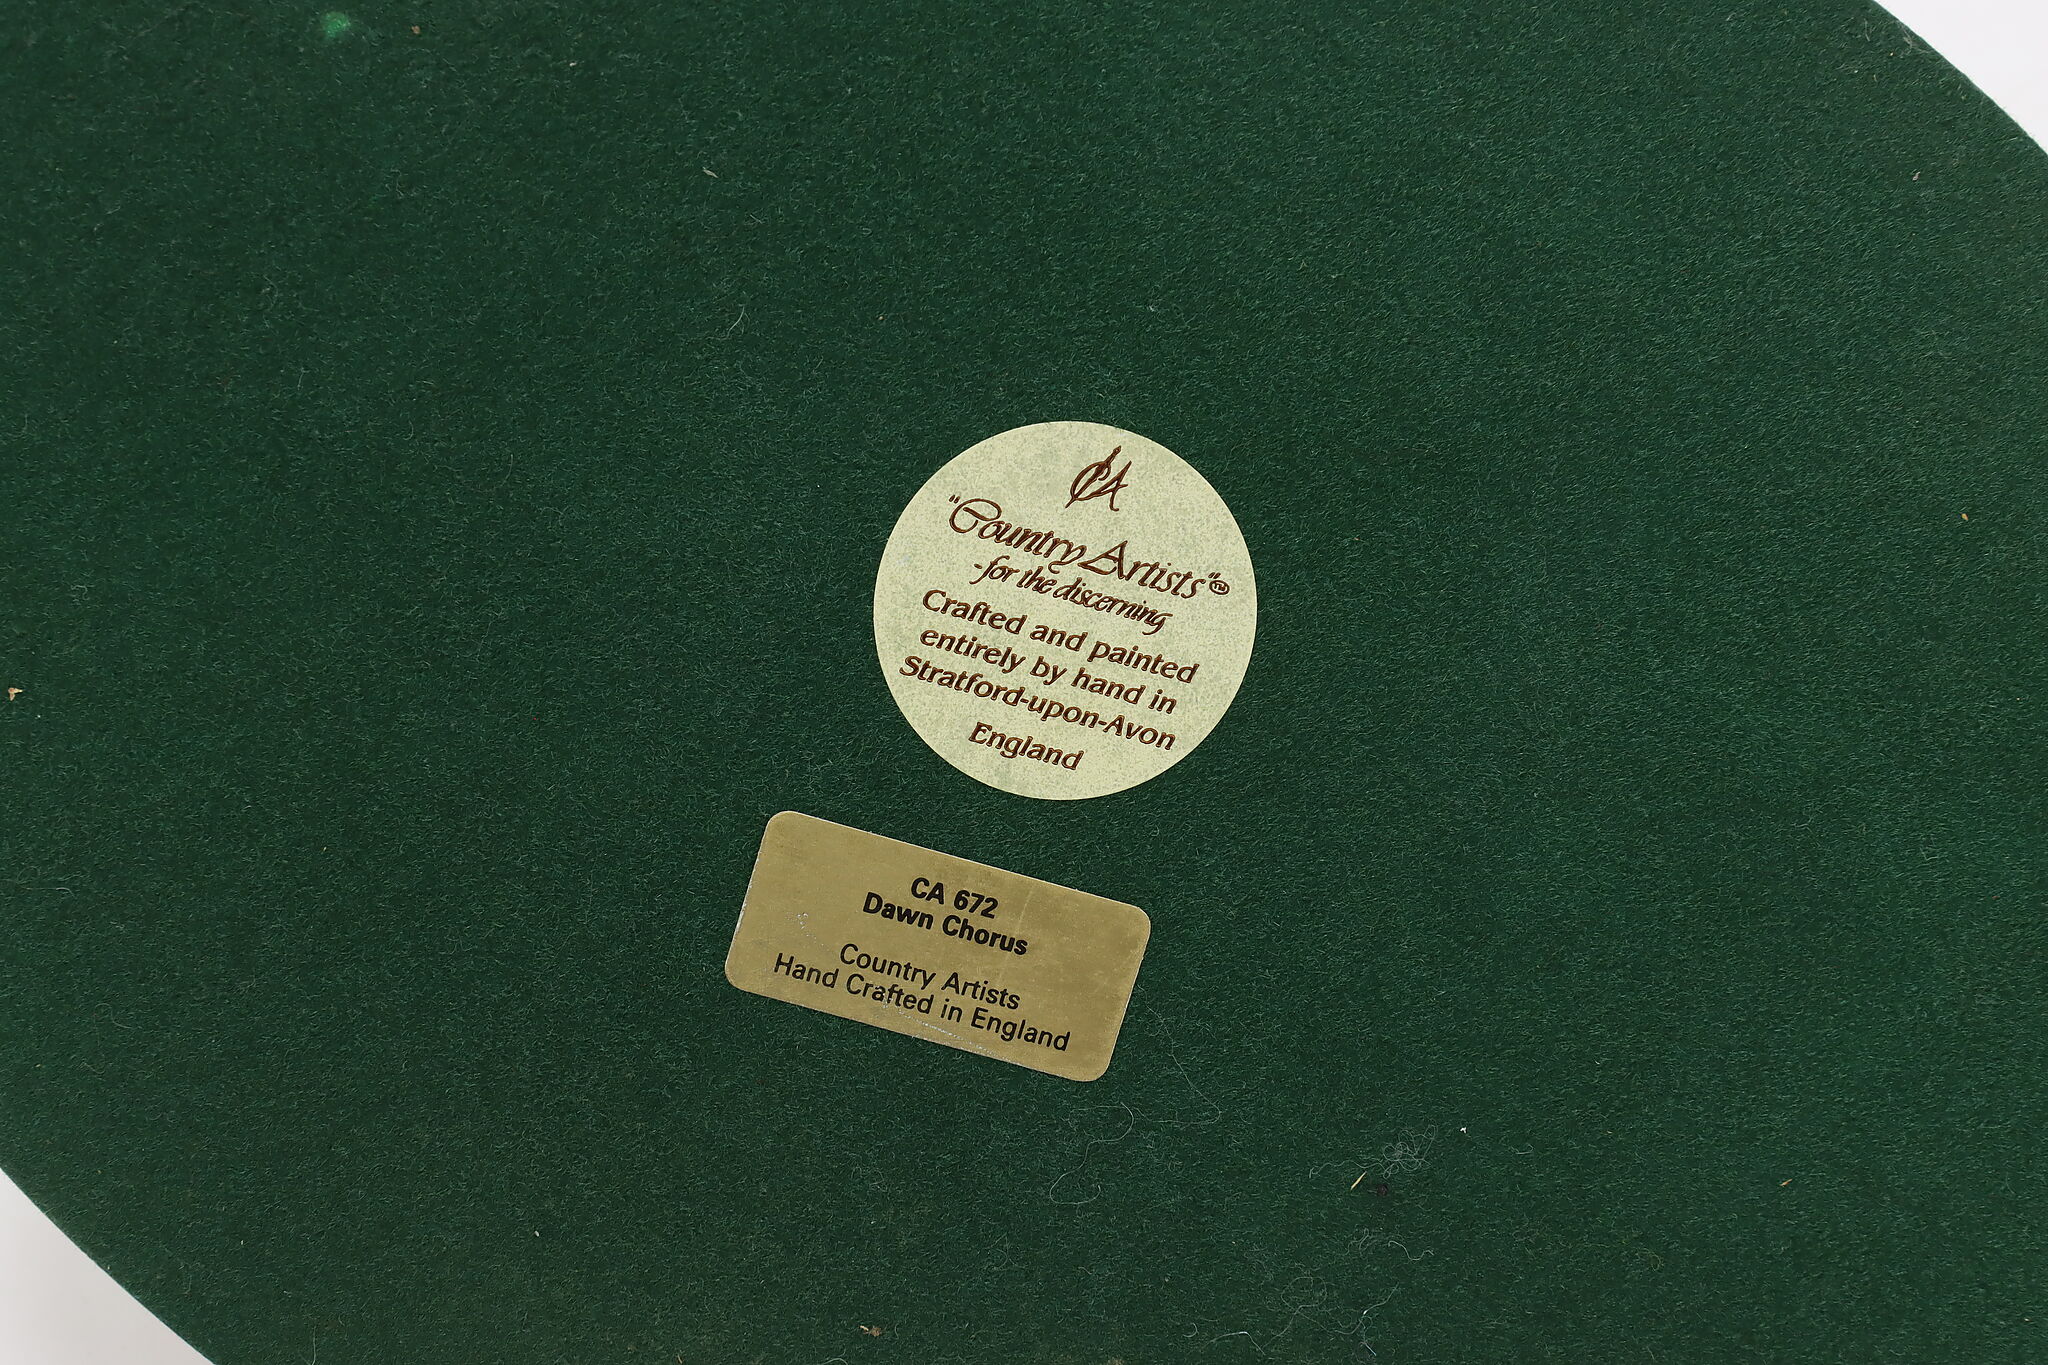 CA
"Country Artists"™
-for the discerning
Crafted and painted
entirely by hand in
Stratford-upon-Avon
England
CA 672
Dawn Chorus
Country Artists
Hand Crafted in England